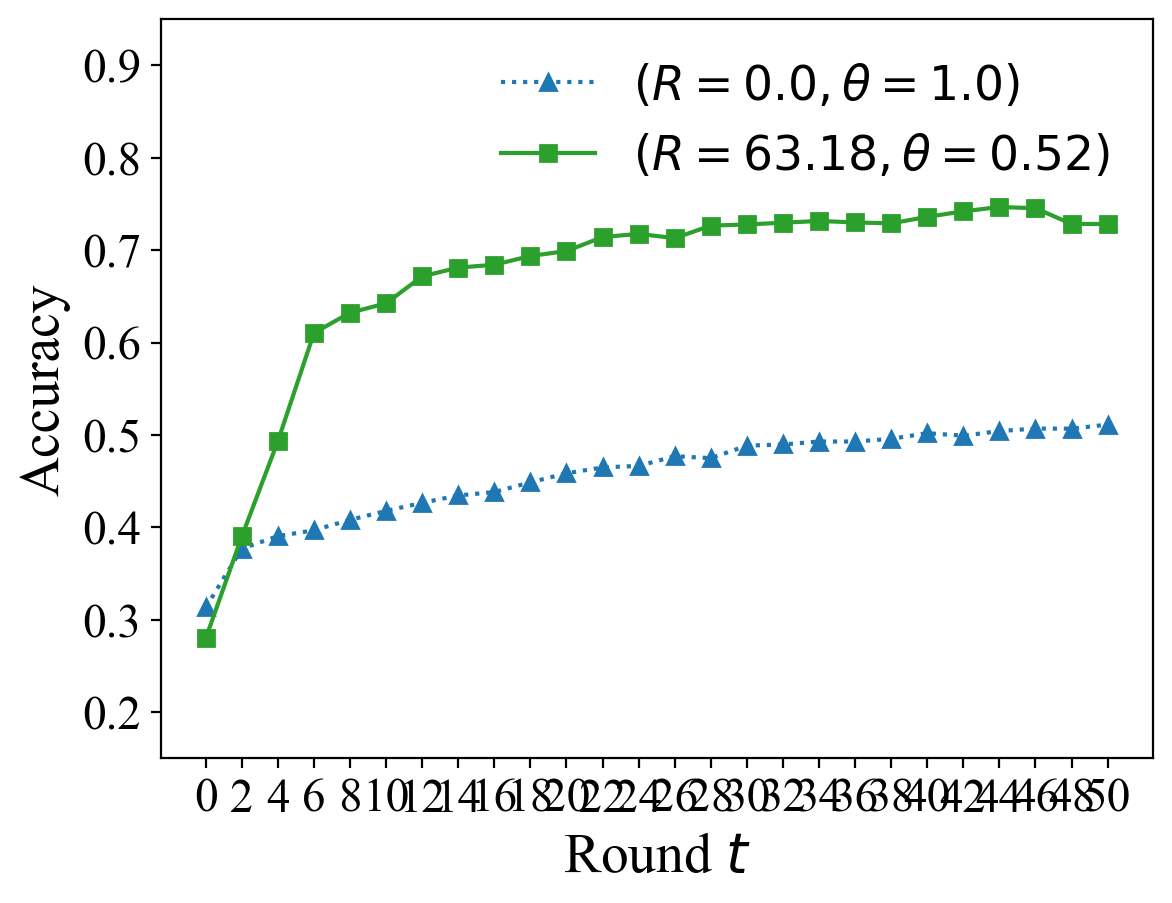 0.9
0.8
0.7
0.6
0.5
0.4
0.3
0.2
Accuracy
(R = 0.0, θ = 1.0)
(R = 63.18, θ = 0.52)
0 2 4 6 8 10 12 14 16 18 20 22 24 26 28 30 32 34 36 38 40 42 44 46 48 50
Round t